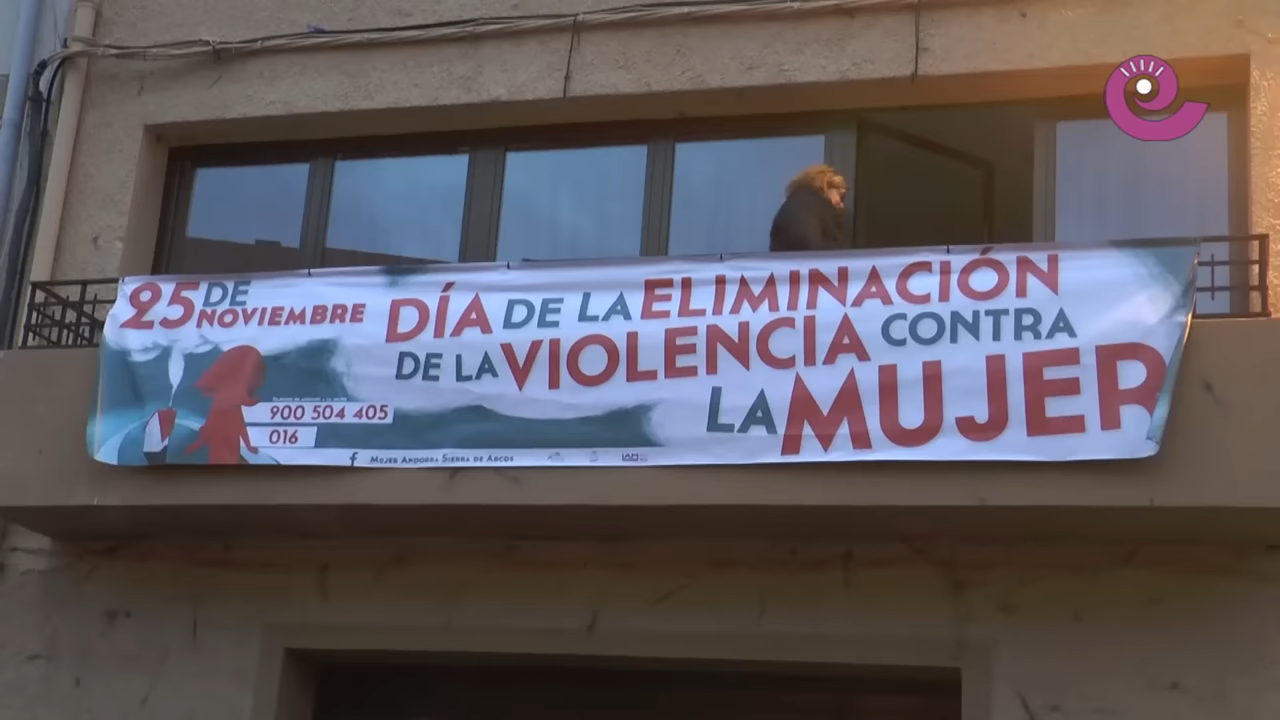 25 DE NOVIEMBRE
DÍA DE LA ELIMINACIÓN
DE LA VIOLENCIA CONTRA
LA MUJER
900 504 405
016
f MUJER ANDORRA SIERRA DE ARCOS
IAM